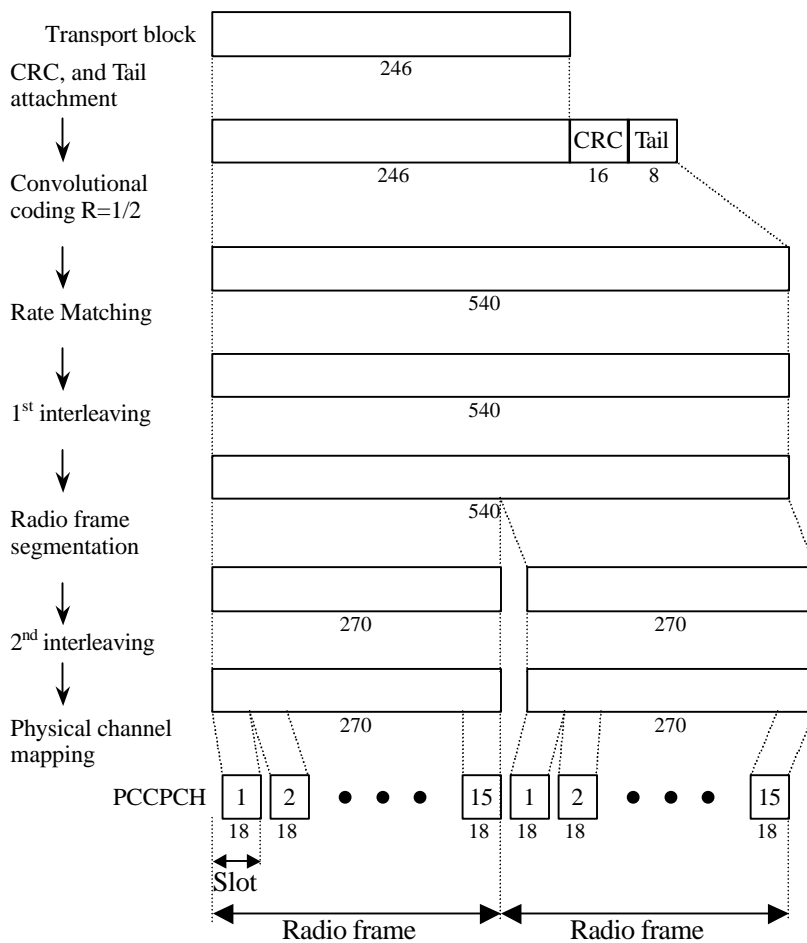 Transport block
246
CRC, and Tail
attachment
CRC Tail
246 16 8
Convolutional
coding R=1/2
540
Rate Matching
540
1st interleaving
540
Radio frame
segmentation
270 270
2nd interleaving
270 270
Physical channel
mapping
PCCPCH 1 2 15 1 2 15
18 18 18 18 18 18
Slot
Radio frame Radio frame